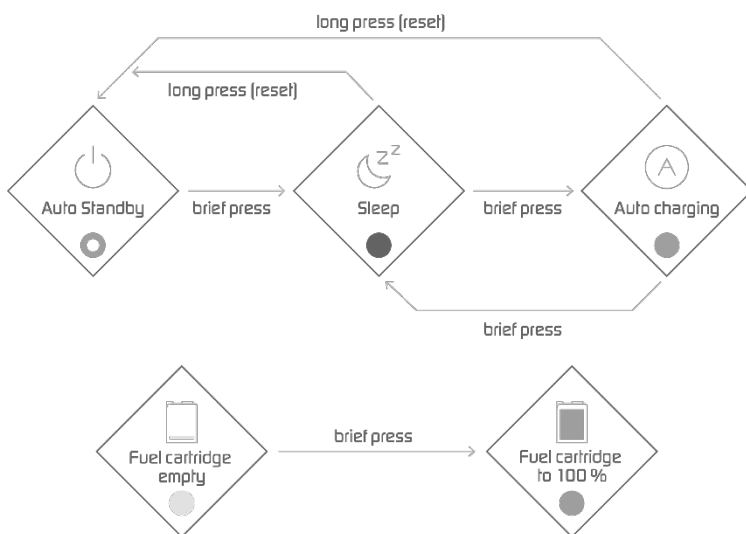 long press (reset)
long press (reset)
z z
A
Auto Standby
brief press
Sleep
brief press
Auto charging
brief press
brief press
Fuel cartridge
empty
Fuel cartridge
to 100 %